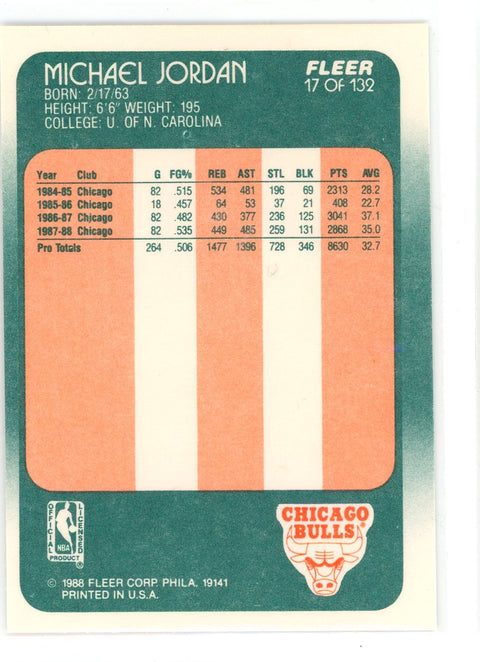 MICHAEL JORDAN
BORN: 2/17/63
HEIGHT: 6'6" WEIGHT: 195
COLLEGE: U. OF N. CAROLINA
FLEER
17 OF 132
Year Club G FG% REB AST STL BLK PTS AVG
1984-85 Chicago 82 .515 534 481 196 69 2313 28.2
1985-86 Chicago 18 .457 64 53 37 21 408 22.7
1986-87 Chicago 82 .482 430 377 236 125 3041 37.1
1987-88 Chicago 82 .535 449 485 259 131 2868 35.0
Pro Totals 264 .506 1477 1396 728 346 8630 32.7
OFFICIAL LICENSED
NBA
PRODUCT
CHICAGO
BULLS
© 1988 FLEER CORP. PHILA. 19141
PRINTED IN U.S.A.